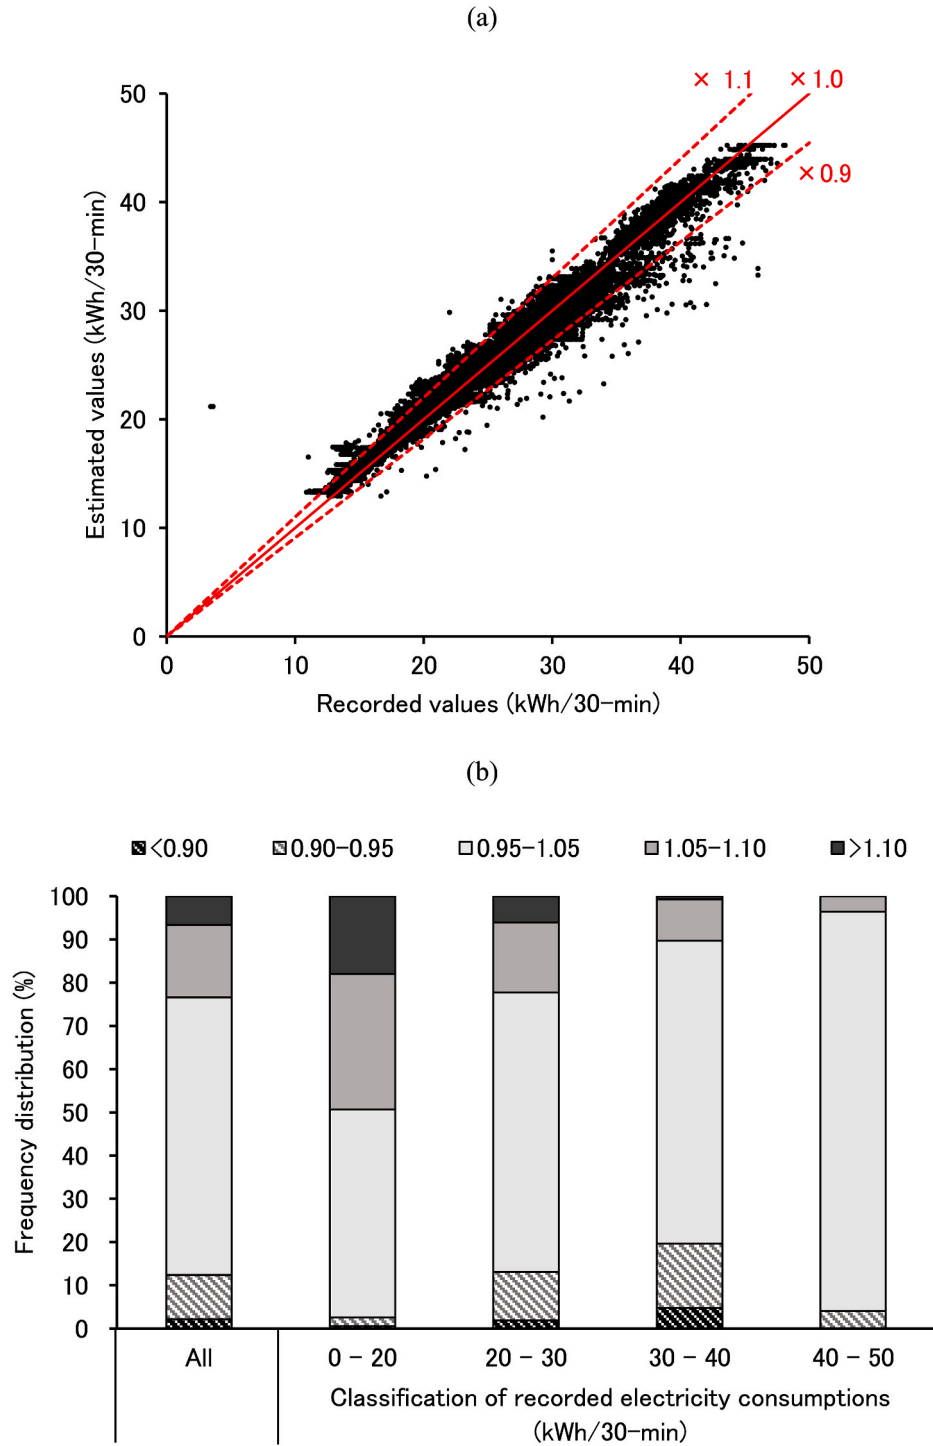 (a)
× 1.1
×1.0
×0.9
50
40
30
20
10
0
Estimated values (kWh/30-min)
0 10 20 30 40 50
Recorded values (kWh/30-min)
(b)
<0.90 0.90-0.95 0.95-1.05 1.05-1.10 >1.10
100
90
80
70
60
50
40
30
20
10
0
Frequency distribution (%)
All 0 - 20 20 - 30 30 - 40 40 - 50
Classification of recorded electricity consumptions
(kWh/30-min)